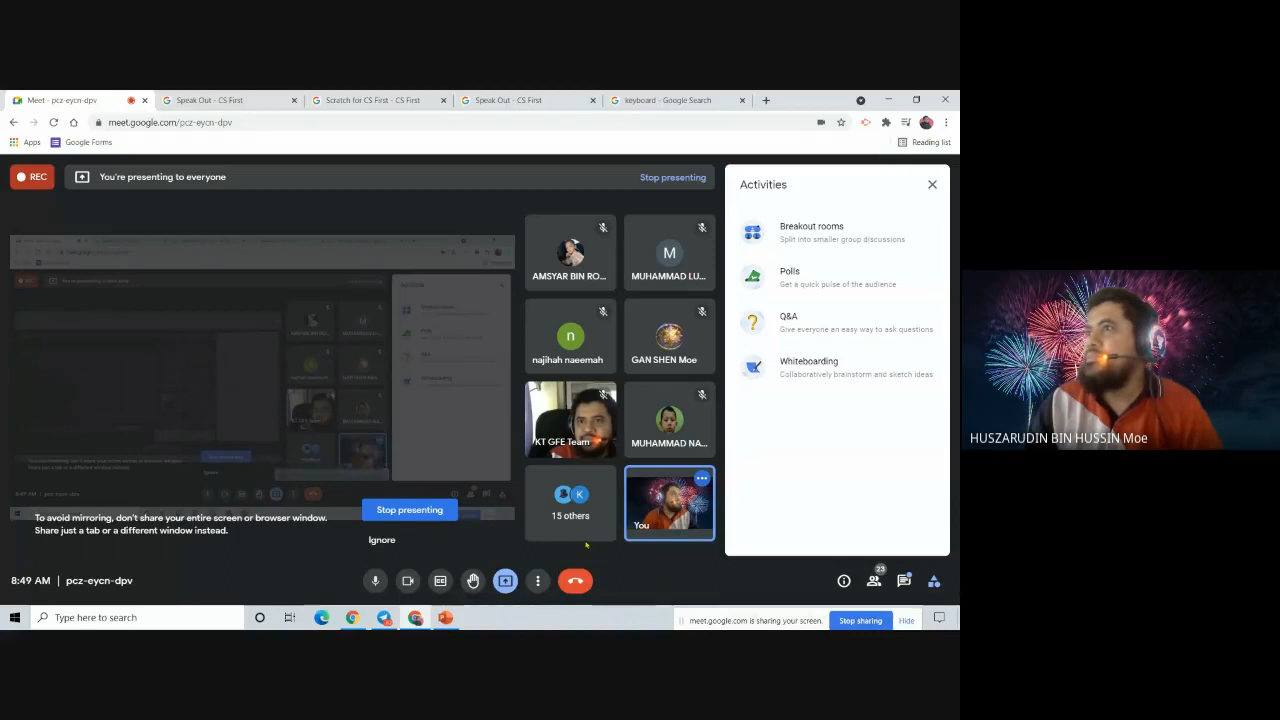 Meet - pcz-eycn-dpv
Speak Out - CS First
Scratch for CS First - CS First
Speak Out - CS First
keyboard - Google Search
meet.google.com/pcz-eycn-dpv
Apps
Google Forms
Reading list
REC
You're presenting to everyone
Stop presenting
Activities
Breakout rooms
Split into smaller group discussions
Polls
Get a quick pulse of the audience
Q&A
Give everyone an easy way to ask questions
Whiteboarding
Collaboratively brainstorm and sketch ideas
AMSYAR BIN RO...
M
MUHAMMAD LU...
n
najihah naeemah
GAN SHEN Moe
KT GFE Team
MUHAMMAD NA...
K
15 others
You
To avoid mirroring, don't share your entire screen or browser window.
Share just a tab or a different window instead.
Stop presenting
Ignore
HUSZARUDIN BIN HUSSIN Moe
8:49 AM | pcz-eycn-dpv
23
Type here to search
meet.google.com is sharing your screen.
Stop sharing
Hide